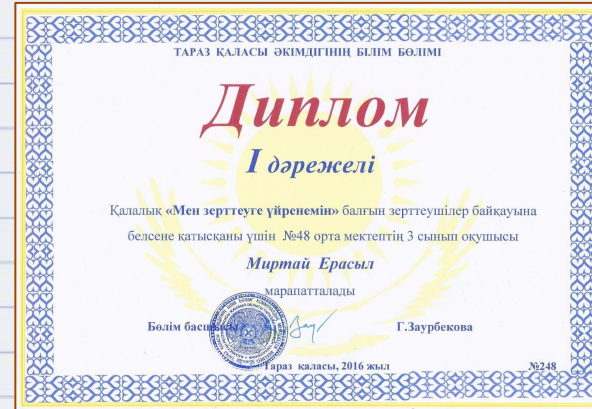 ТАРАЗ ҚАЛАСЫ ӘКІМДІГІНІҢ БІЛІМ БӨЛІМІ
Диплом
I дәрежелі
Қалалық «Мен зерттеуге үйренемін» балғын зерттеушілер байқауына
белсене қатысқаны үшін №48 орта мектептің 3 сынып оқушысы
Миртай Ерасыл
марапатталады
Бөлім Г.Заурбекова
Тараз қаласы, 2016 жыл №248